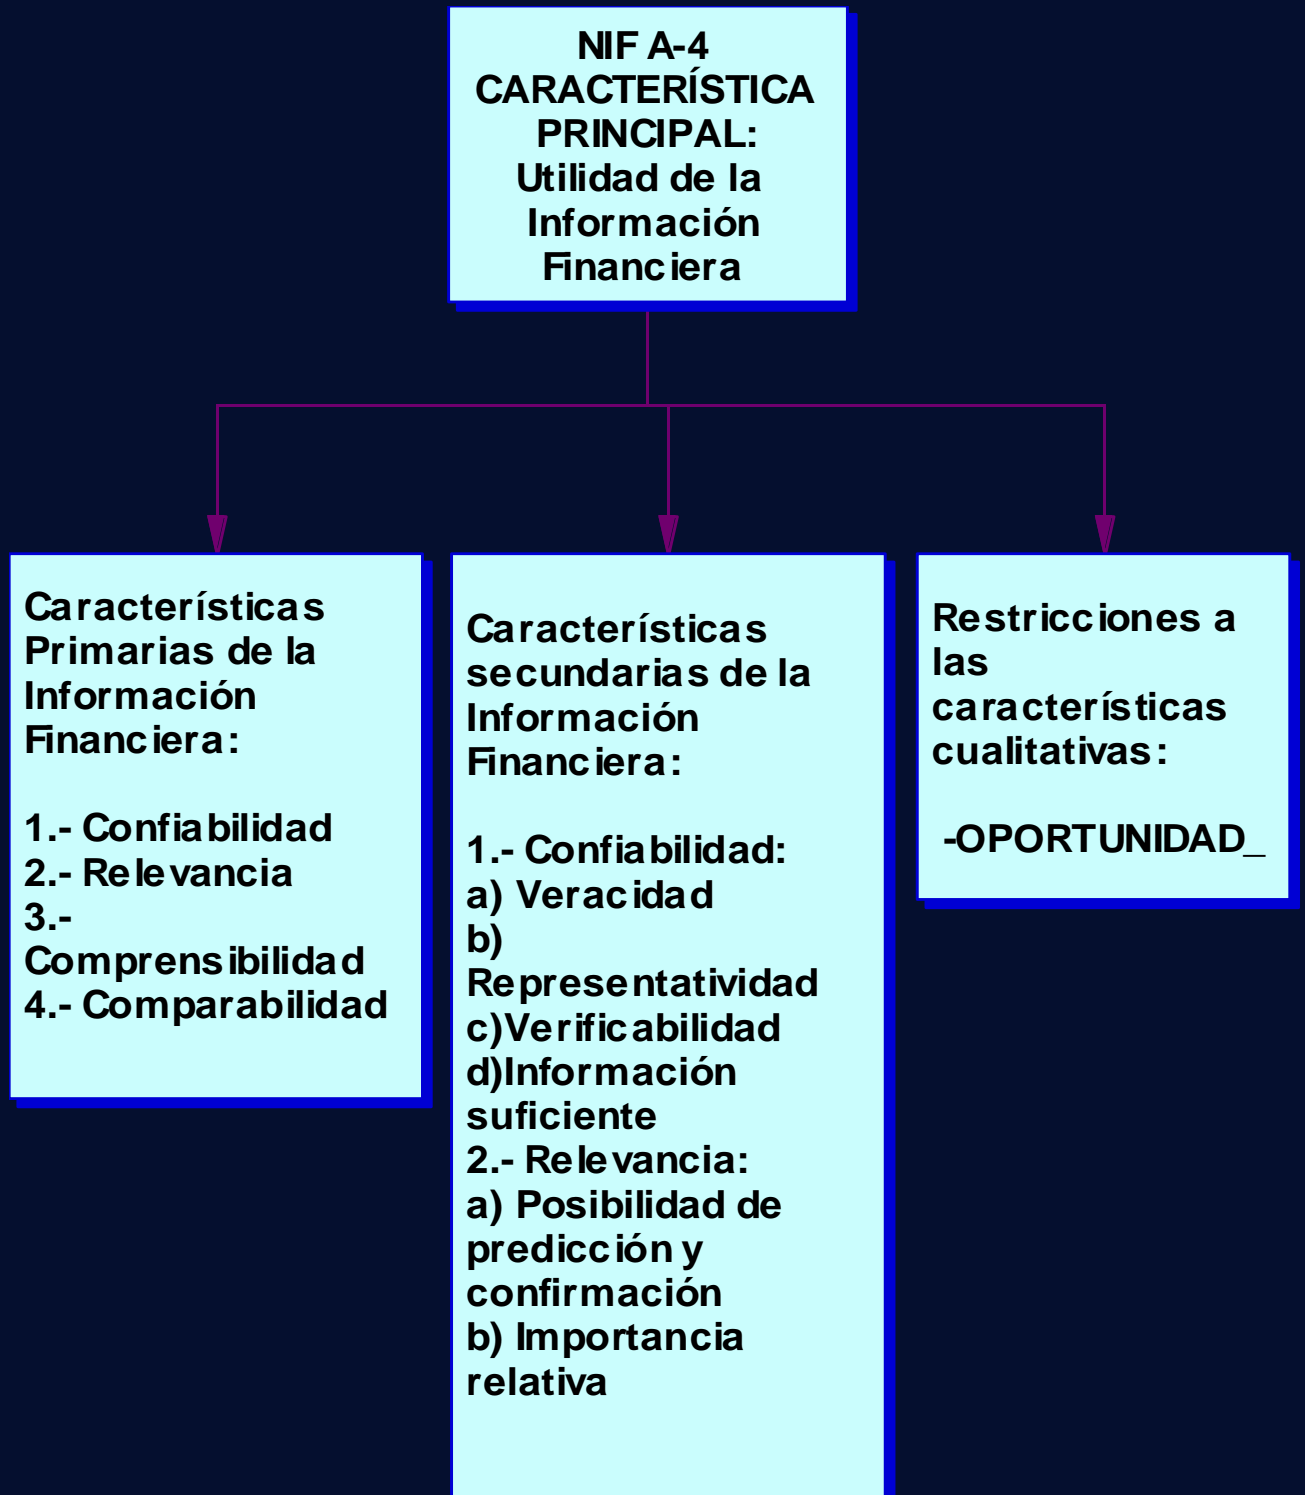 NIF A-4
CARACTERÍSTICA
PRINCIPAL:
Utilidad de la
Información
Financiera
Características
Primarias de la
Información
Financiera:
1.- Confiabilidad
2.- Relevancia
3.-
Comprensibilidad
4.- Comparabilidad
Características
secundarias de la
Información
Financiera:
1.- Confiabilidad:
a) Veracidad
b)
Representatividad
c)Verificabilidad
d)Información
suficiente
2.- Relevancia:
a) Posibilidad de
predicción y
confirmación
b) Importancia
relativa
Restricciones a
las
características
cualitativas:
-OPORTUNIDAD_